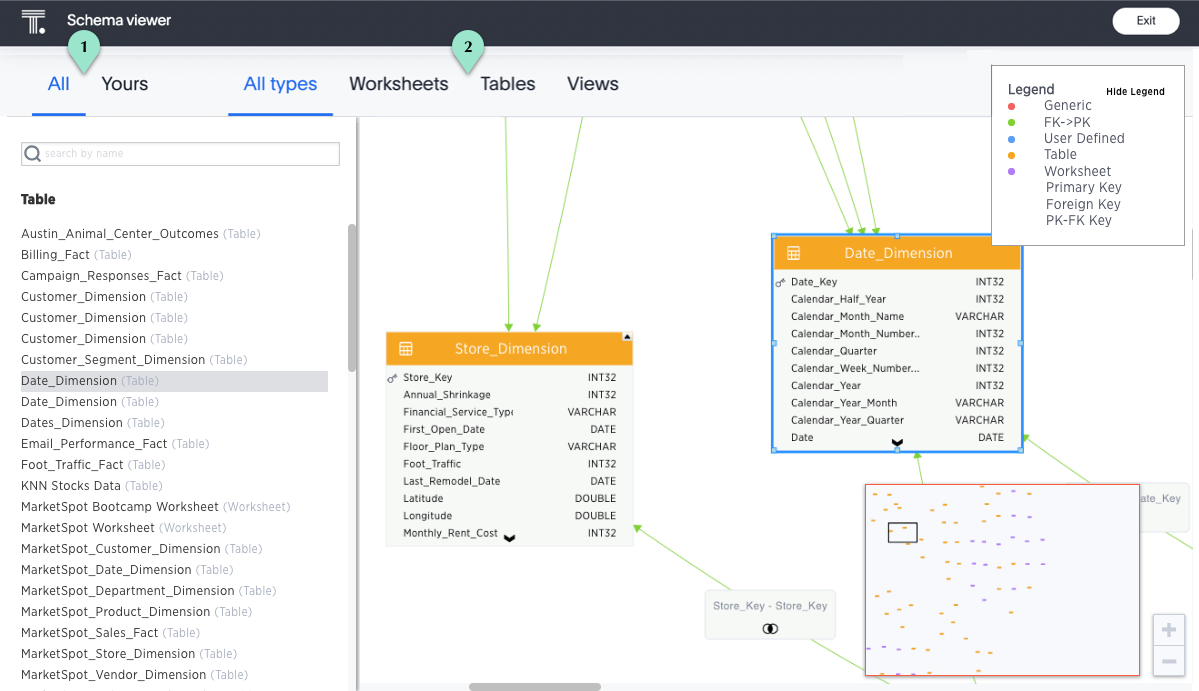 T. Schema viewer
Exit
1
2
All Yours All types Worksheets Tables Views
Legend Hide Legend
Generic
FK->PK
User Defined
Table
Worksheet
Primary Key
Foreign Key
PK-FK Key
search by name
Table
Austin_Animal_Center_Outcomes (Table)
Billing_Fact (Table)
Campaign_Responses_Fact (Table)
Customer_Dimension (Table)
Customer_Dimension (Table)
Customer_Dimension (Table)
Customer_Segment_Dimension (Table)
Date_Dimension (Table)
Date_Dimension (Table)
Dates_Dimension (Table)
Email_Performance_Fact (Table)
Foot_Traffic_Fact (Table)
KNN Stocks Data (Table)
MarketSpot Bootcamp Worksheet (Worksheet)
MarketSpot Worksheet (Worksheet)
MarketSpot_Customer_Dimension (Table)
MarketSpot_Date_Dimension (Table)
MarketSpot_Department_Dimension (Table)
MarketSpot_Product_Dimension (Table)
MarketSpot_Sales_Fact (Table)
MarketSpot_Store_Dimension (Table)
MarketSpot_Vendor_Dimension (Table)
Store_Dimension
Store_Key INT32
Annual_Shrinkage INT32
Financial_Service_Type VARCHAR
First_Open_Date DATE
Floor_Plan_Type VARCHAR
Foot_Traffic INT32
Last_Remodel_Date DATE
Latitude DOUBLE
Longitude DOUBLE
Monthly_Rent_Cost INT32
Date_Dimension
Date_Key INT32
Calendar_Half_Year INT32
Calendar_Month_Name VARCHAR
Calendar_Month_Number.. INT32
Calendar_Quarter INT32
Calendar_Week_Number... INT32
Calendar_Year INT32
Calendar_Year_Month VARCHAR
Calendar_Year_Quarter VARCHAR
Date DATE
ate_Key
Store_Key - Store_Key
+
−